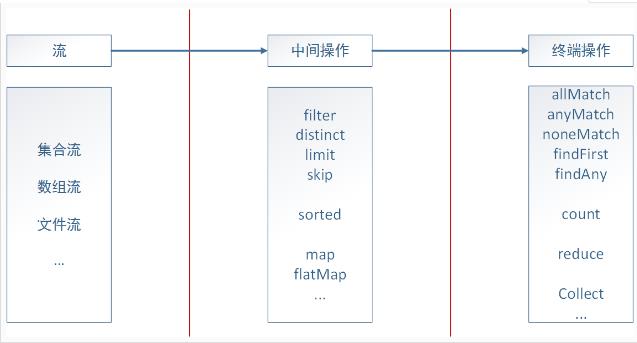 流
中间操作
终端操作
集合流
数组流
文件流
...
filter
distinct
limit
skip
sorted
map
flatMap
...
allMatch
anyMatch
noneMatch
findFirst
findAny
count
reduce
Collect
...